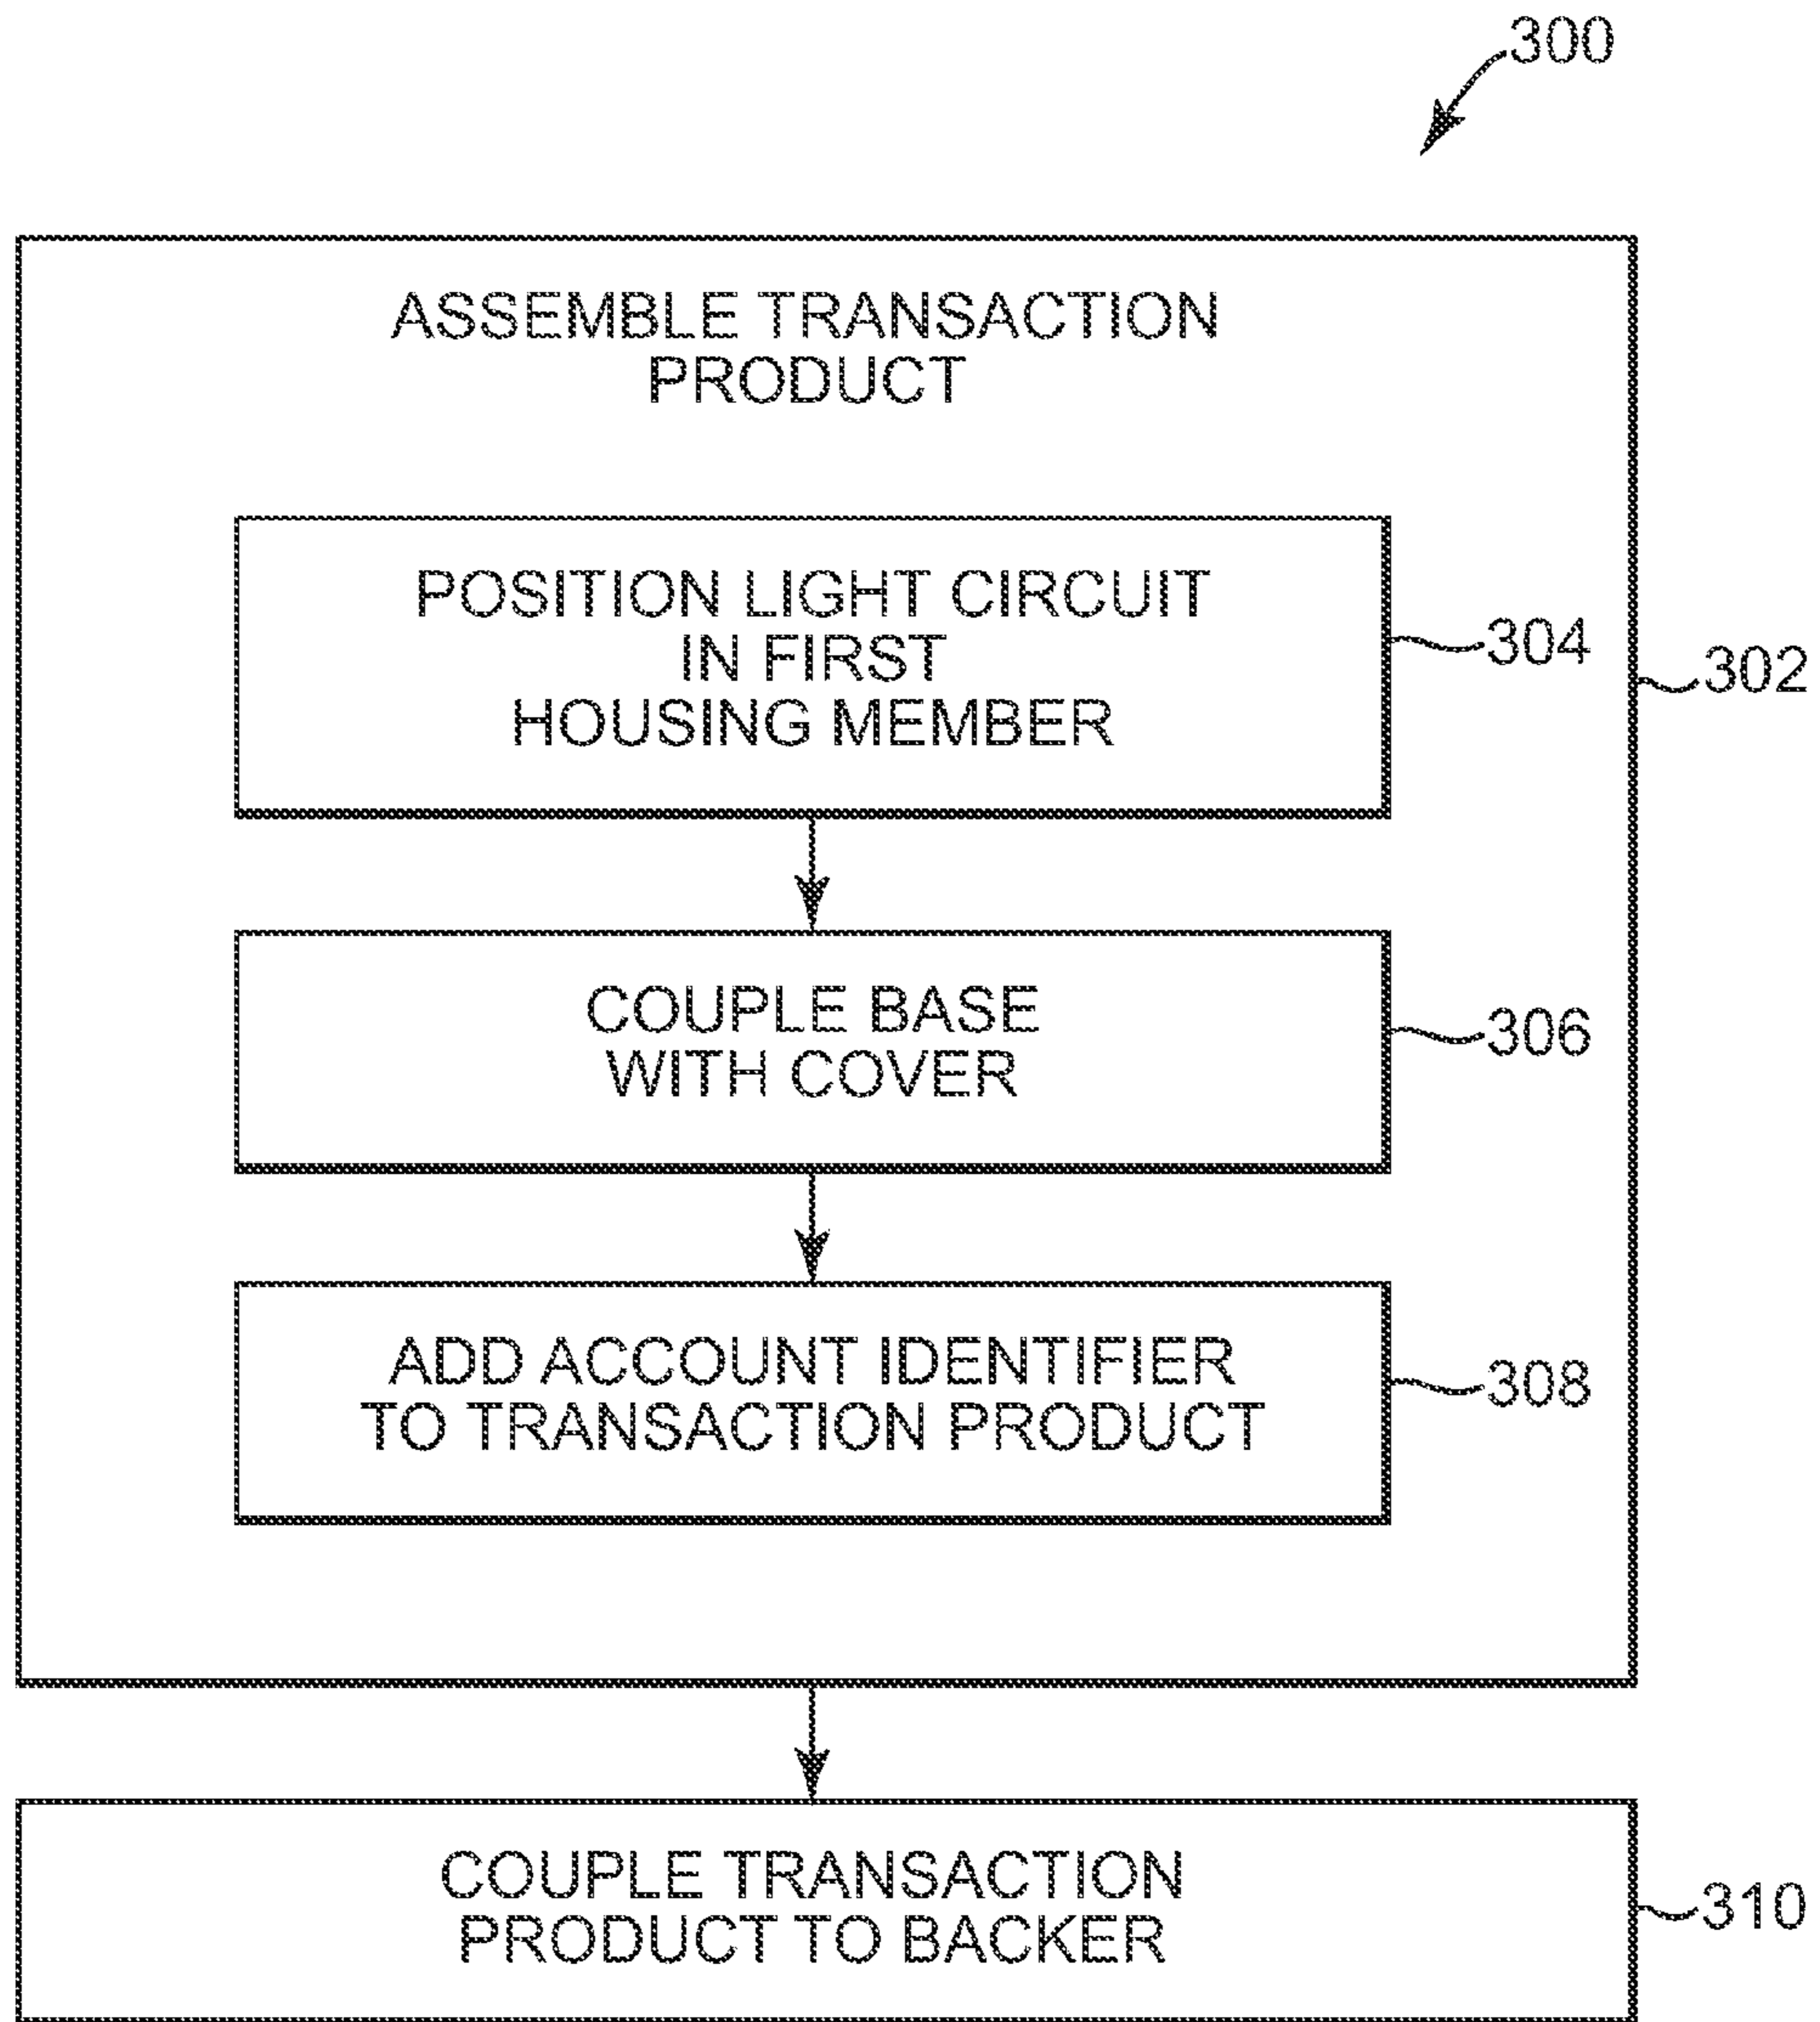 300
ASSEMBLE TRANSACTION
PRODUCT
POSITION LIGHT CIRCUIT
IN FIRST
HOUSING MEMBER
304
302
COUPLE BASE
WITH COVER
306
ADD ACCOUNT IDENTIFIER
TO TRANSACTION PRODUCT
308
COUPLE TRANSACTION
PRODUCT TO BACKER
310